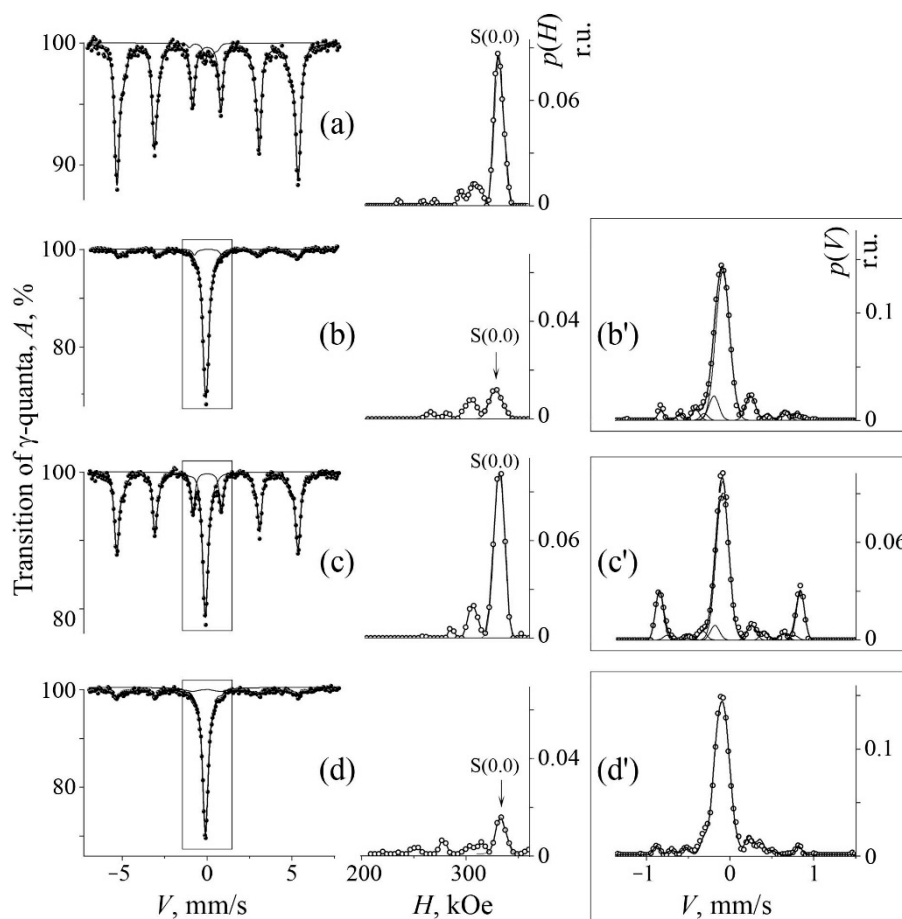 Transition of γ-quanta, A, %
100
90
(a)
S(0.0)
p(H)
r.u.
0.06
0
100
80
(b)
S(0.0)
0.04
0
(b')
p(V)
r.u.
0.1
0
100
80
(c)
S(0.0)
0.06
0
(c')
0.06
0
100
80
(d)
S(0.0)
0.04
0
(d')
0.1
0
−5 0 5
V, mm/s
200 300
H, kOe
−1 0 1
V, mm/s